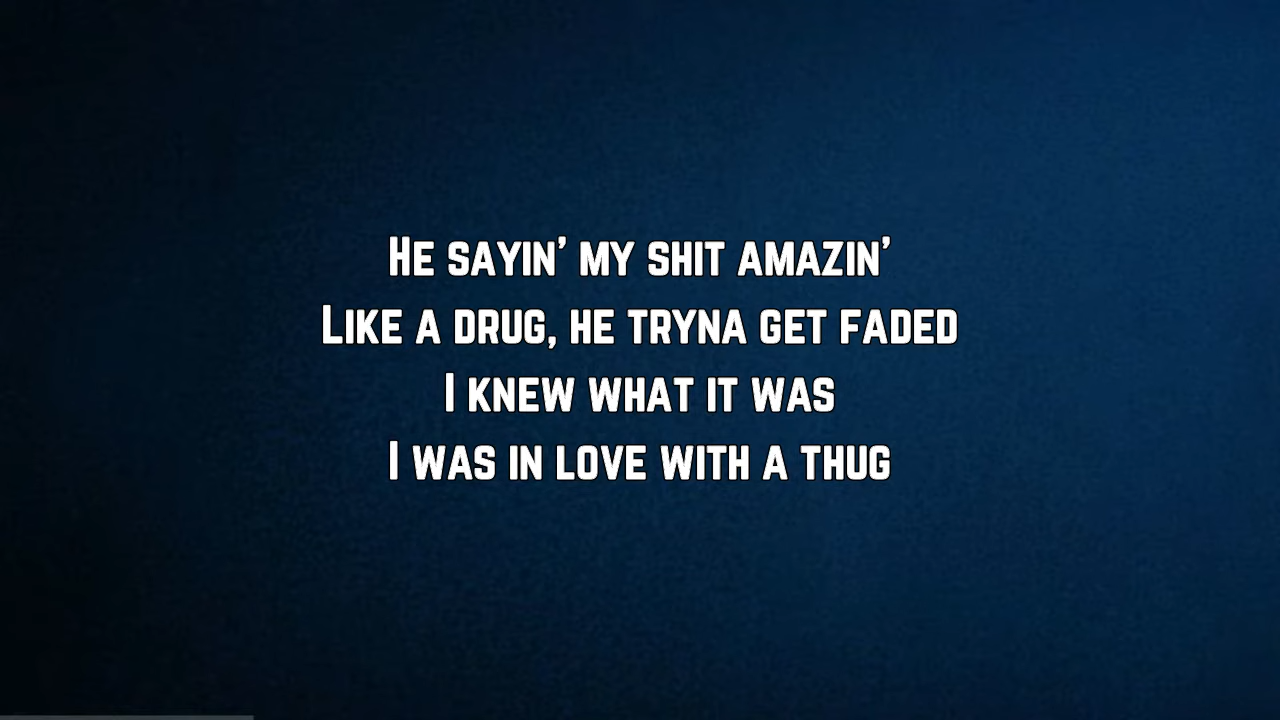 He sayin' my shit amazin'
Like a drug, he tryna get faded
I knew what it was
I was in love with a thug